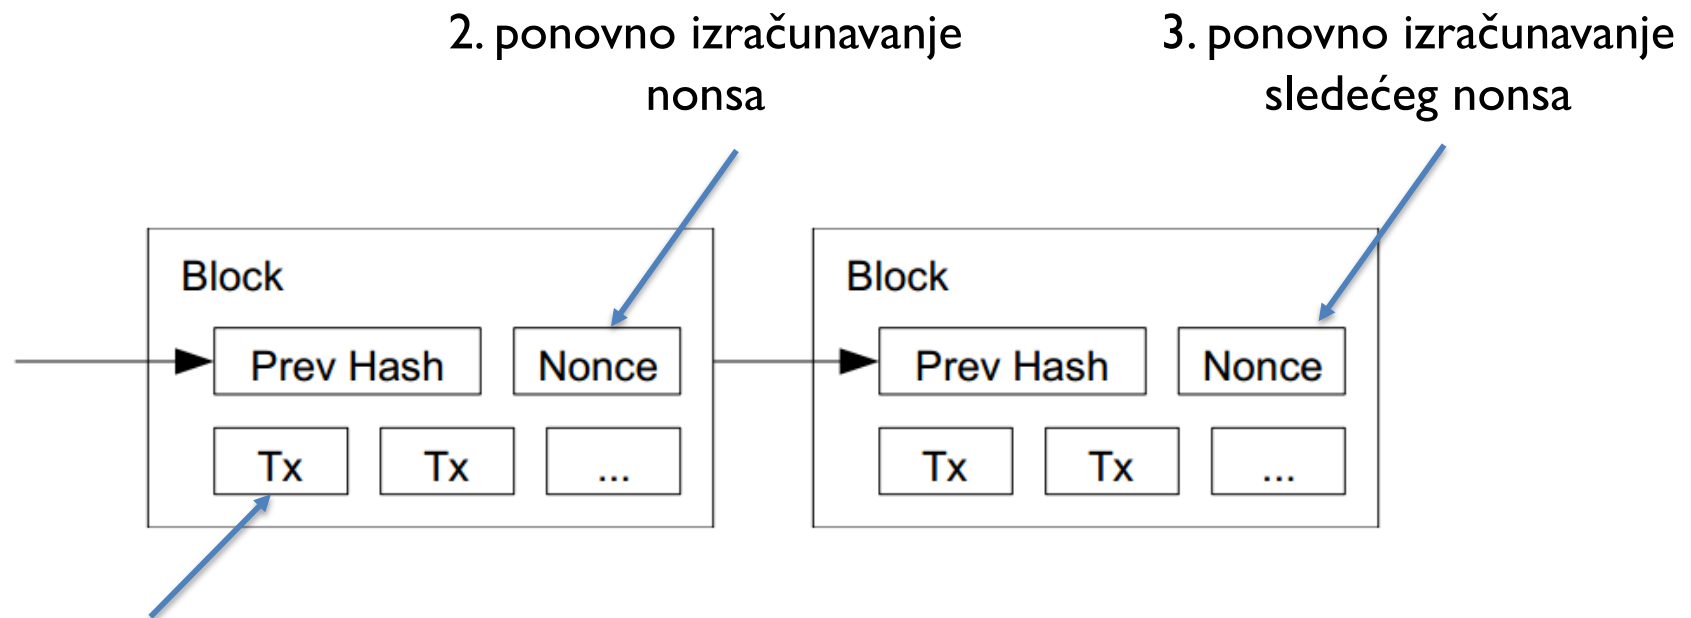 2. ponovno izračunavanje
nonsa
3. ponovno izračunavanje
sledećeg nonsa
Block
Prev Hash
Nonce
Tx
Tx
...
Block
Prev Hash
Nonce
Tx
Tx
...